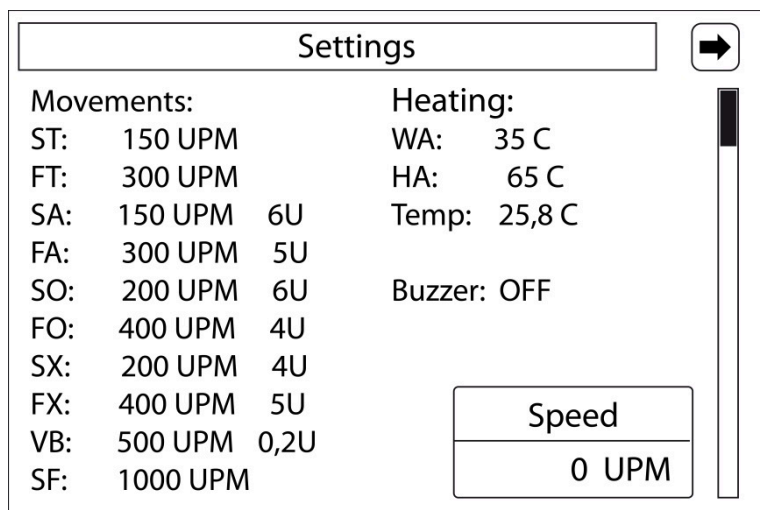 Settings
Movements:
ST: 150 UPM
FT: 300 UPM
SA: 150 UPM 6U
FA: 300 UPM 5U
SO: 200 UPM 6U
FO: 400 UPM 4U
SX: 200 UPM 4U
FX: 400 UPM 5U
VB: 500 UPM 0,2U
SF: 1000 UPM
Heating:
WA: 35 C
HA: 65 C
Temp: 25,8 C
Buzzer: OFF
Speed
0 UPM